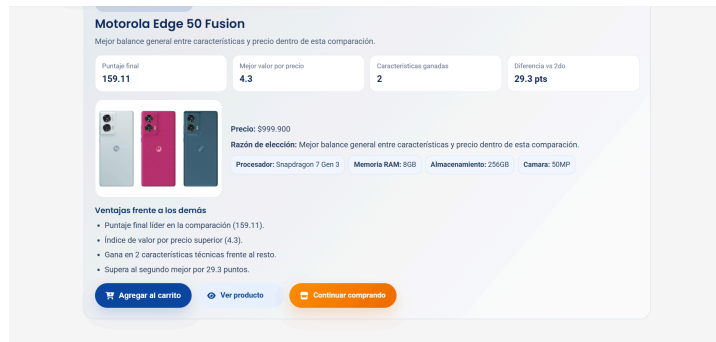 Motorola Edge 50 Fusion
Mejor balance general entre características y precio dentro de esta comparación.
Puntaje final
159.11
Mejor valor por precio
4.3
Características ganadas
2
Diferencia vs 2do
29.3 pts
Precio: $999.900
Razón de elección: Mejor balance general entre características y precio dentro de esta comparación.
Procesador: Snapdragon 7 Gen 3
Memoria RAM: 8GB
Almacenamiento: 256GB
Camara: 50MP
Ventajas frente a los demás
• Puntaje final líder en la comparación (159.11).
• Índice de valor por precio superior (4.3).
• Gana en 2 características técnicas frente al resto.
• Supera al segundo mejor por 29.3 puntos.
Agregar al carrito
Ver producto
Continuar comprando